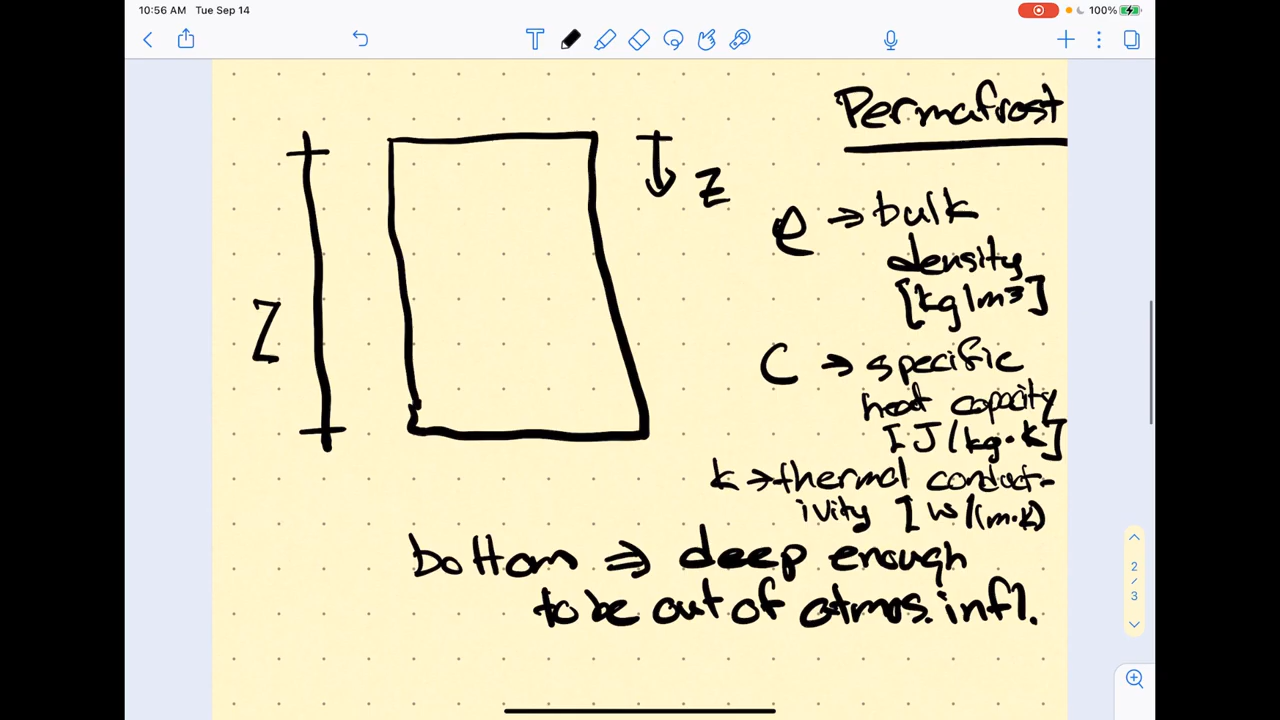 10:56 AM Tue Sep 14
100%
Permafrost
z
ρ → bulk
density
[kg/m³]
Z
C → specific
heat capacity
[J/(kg·K]
k → thermal conduct-
ivity [W/(m·K)
bottom ⇒ deep enough
to be out of atmos. infl.
2
/
3